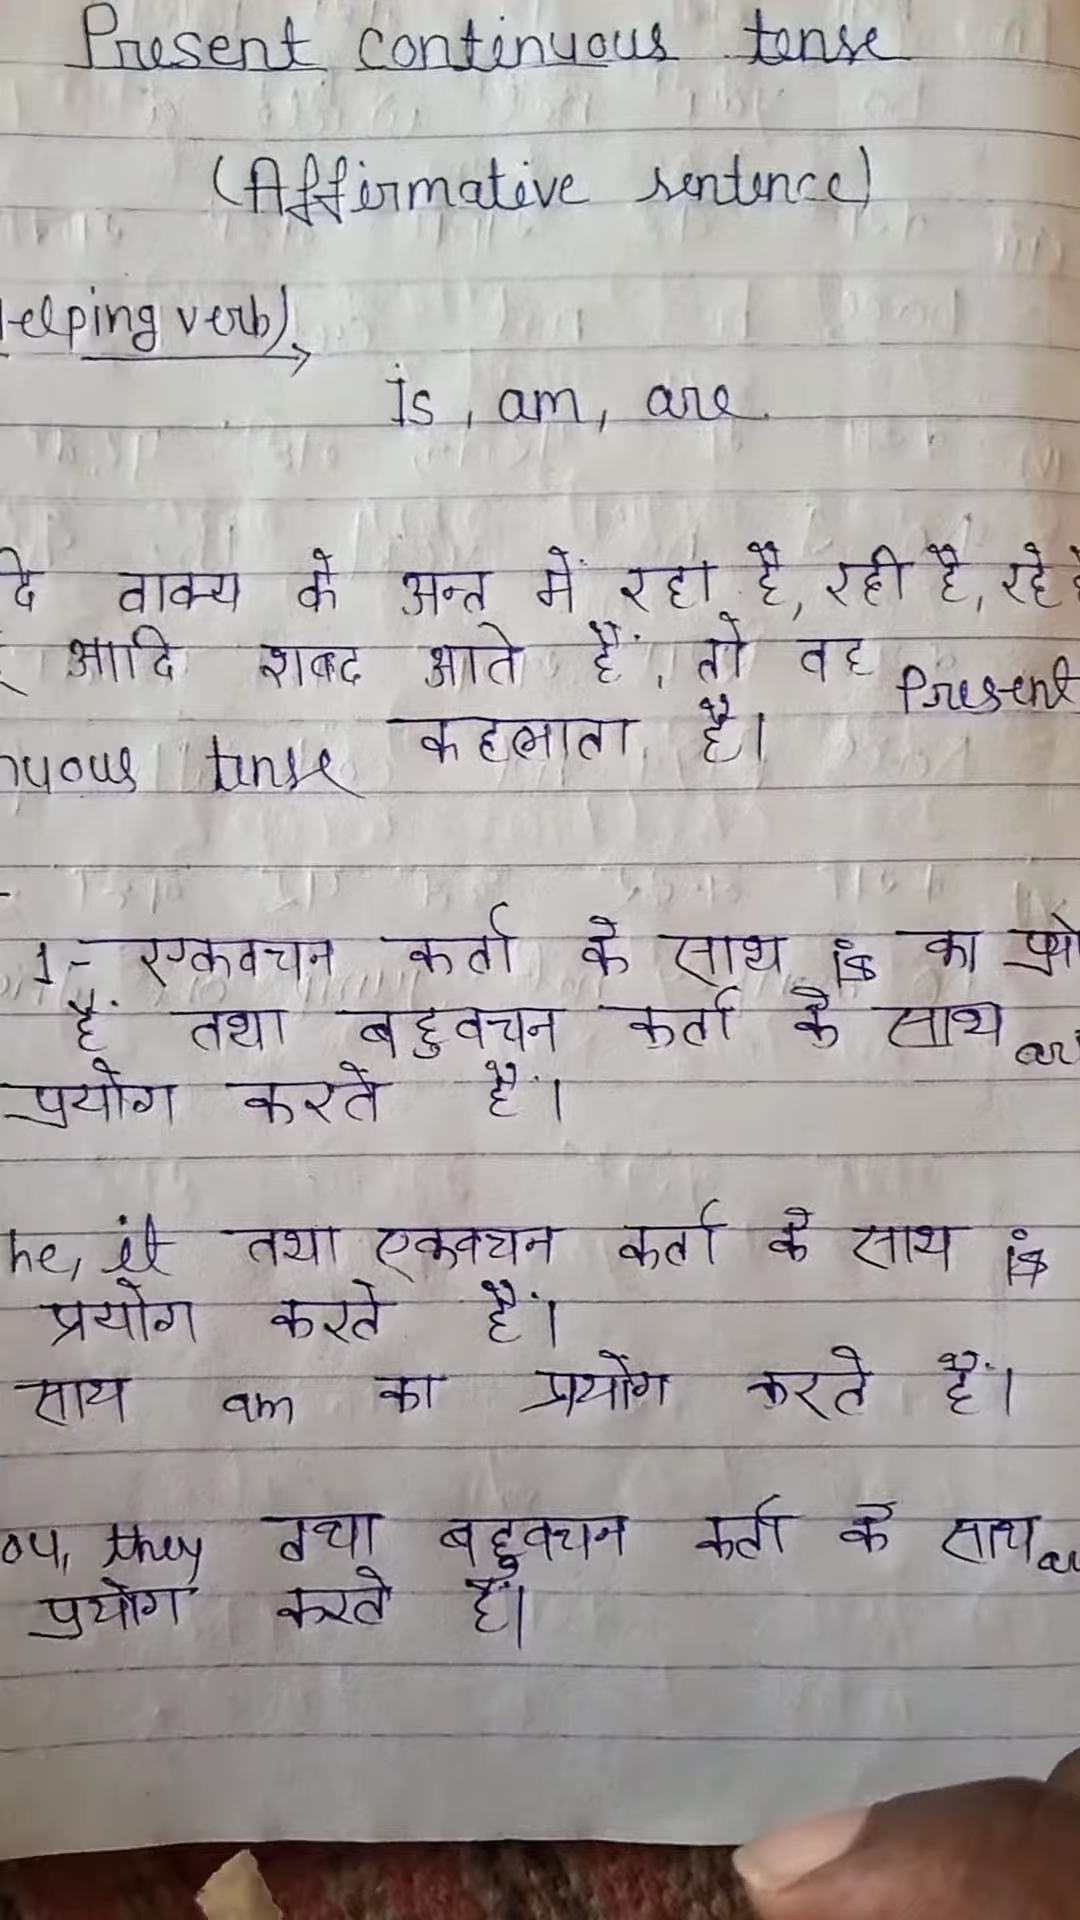 Present continuous tense
(Affirmative sentence)
elping verb)
is, am, are.
वाक्य के अन्त में रहा है, रही है, रहे
आदि शब्द आते हैं, तो वह Present
nuous tense कहलाता है।
1- एकवचन कर्ता के साथ is का प्रयो
हैं तथा बहुवचन कर्ता के साथ ar
प्रयोग करते हैं।
he, it तथा एकवचन कर्ता के साथ is
प्रयोग करते हैं।
साथ am का प्रयोग करते हैं।
ou, they तथा बहुवचन कर्ता के साथ a
प्रयोग करते हैं।